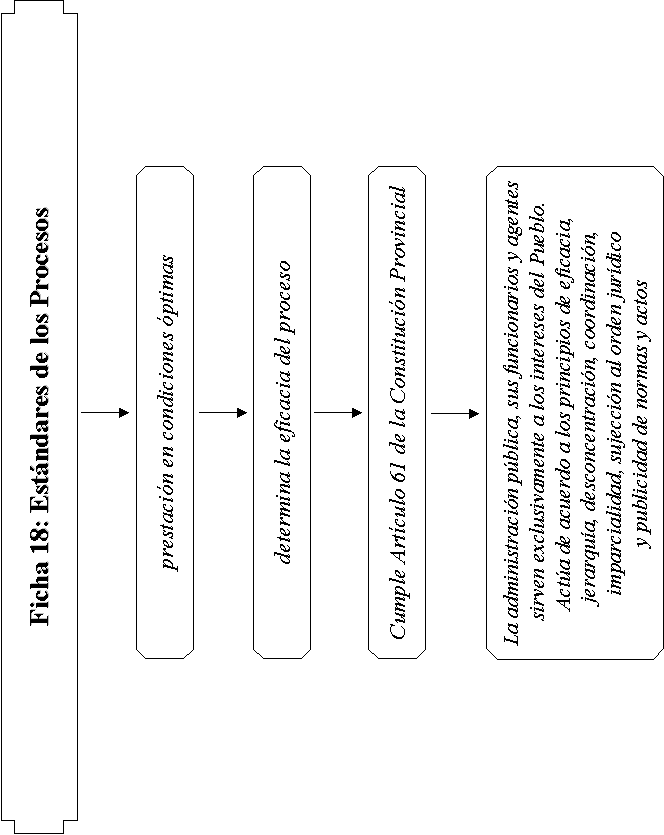 Ficha 18: Estándares de los Procesos
prestación en condiciones óptimas
determina la eficacia del proceso
Cumple Artículo 61 de la Constitución Provincial
La administración pública, sus funcionarios y agentes
sirven exclusivamente a los intereses del Pueblo.
Actúa de acuerdo a los principios de eficacia,
jerarquía, desconcentración, coordinación,
imparcialidad, sujección al orden jurídico
y publicidad de normas y actos